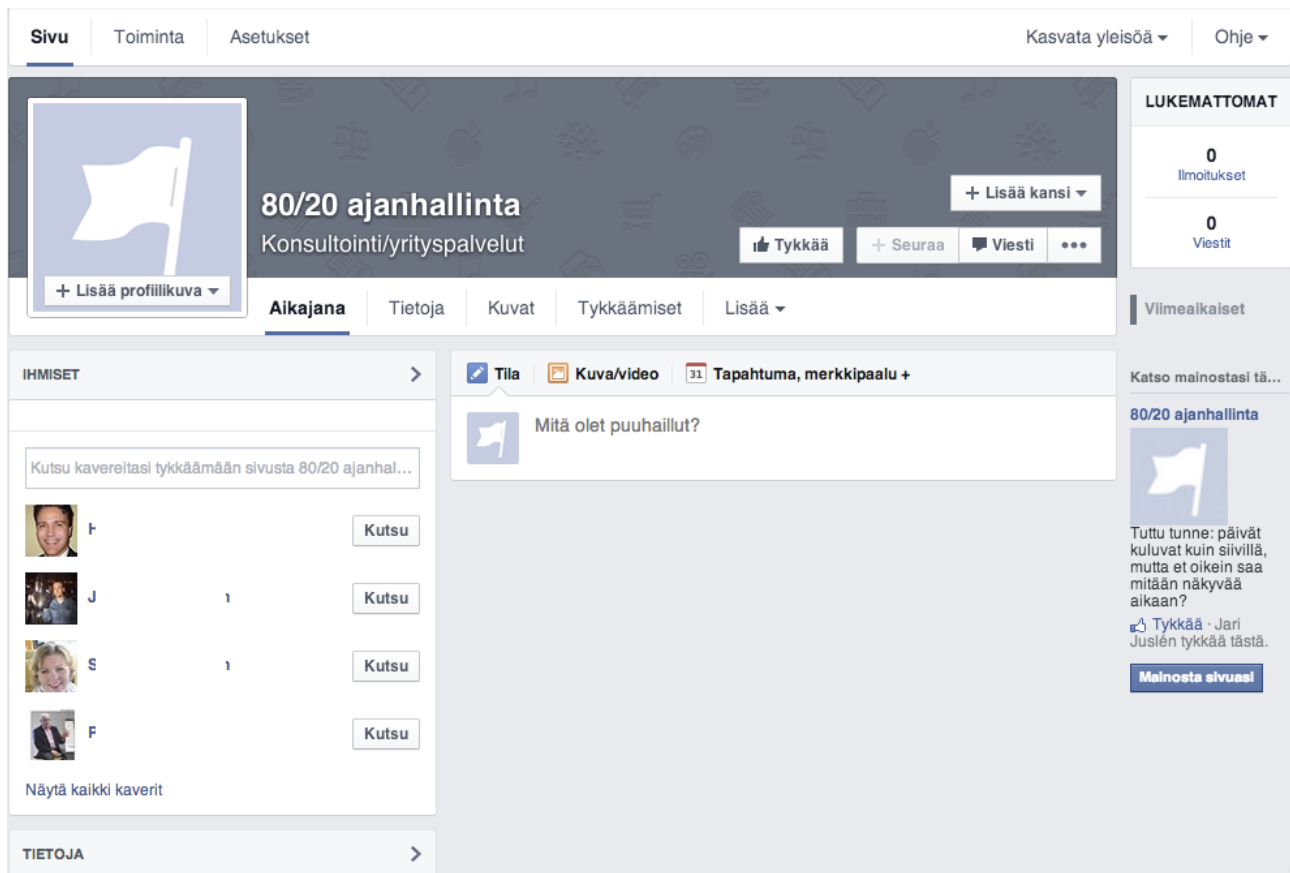 Sivu
Toiminta
Asetukset
Kasvata yleisöä
Ohje
80/20 ajanhallinta
Konsultointi/yrityspalvelut
+ Lisää profiilikuva
+ Lisää kansi
Tykkää
+ Seuraa
Viesti
Aikajana
Tietoja
Kuvat
Tykkäämiset
Lisää
IHMISET
Kutsu kavereitasi tykkäämään sivusta 80/20 ajanhal...
H
Kutsu
J
Kutsu
S
Kutsu
Kutsu
Näytä kaikki kaverit
TIETOJA
Tila
Kuva/video
31
Tapahtuma, merkkipaalu +
Mitä olet puuhaillut?
LUKEMATTOMAT
0
Ilmoitukset
0
Viestit
Viimeaikaiset
Katso mainostasi tä...
80/20 ajanhallinta
Tuttu tunne: päivät
kuluvat kuin siivillä,
mutta et oikein saa
mitään näkyvää
aikaan?
Tykkää · Jari
Juslén tykkää tästä.
Mainosta sivuasi